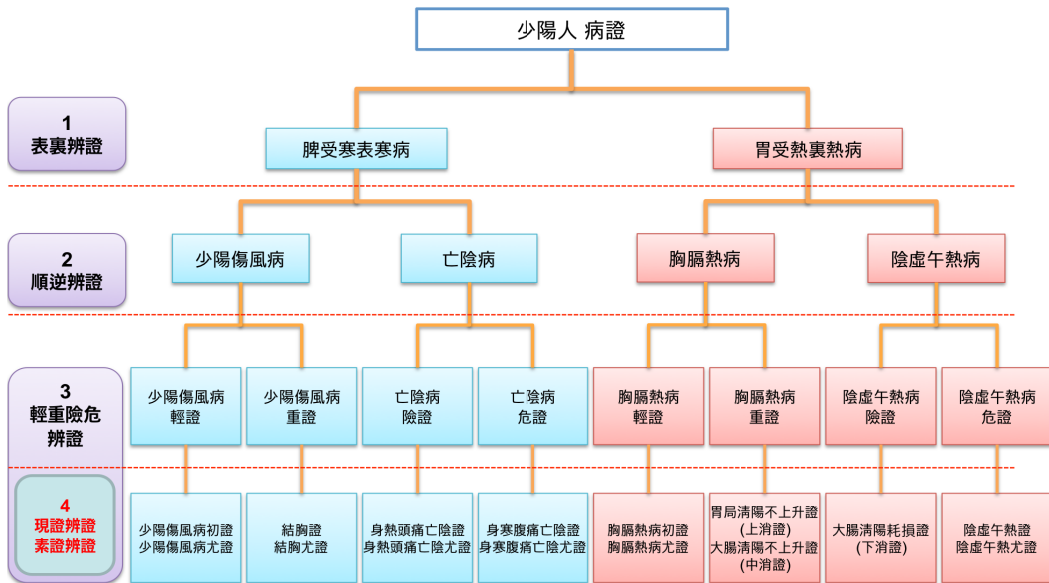 少陽人 病證
1
表裏辨證
脾受寒表寒病
胃受熱裏熱病
2
順逆辨證
少陽傷風病
亡陰病
胸膈熱病
陰虛午熱病
3
輕重險危
辨證
少陽傷風病
輕證
少陽傷風病
重證
亡陰病
險證
亡陰病
危證
胸膈熱病
輕證
胸膈熱病
重證
陰虛午熱病
險證
陰虛午熱病
危證
4
現證辨證
素證辨證
少陽傷風病初證
少陽傷風病尤證
結胸證
結胸尤證
身熱頭痛亡陰證
身熱頭痛亡陰尤證
身寒腹痛亡陰證
身寒腹痛亡陰尤證
胸膈熱病初證
胸膈熱病尤證
胃局淸陽不上升證
(上消證)
大腸淸陽不上升證
(中消證)
大腸淸陽耗損證
(下消證)
陰虛午熱證
陰虛午熱尤證